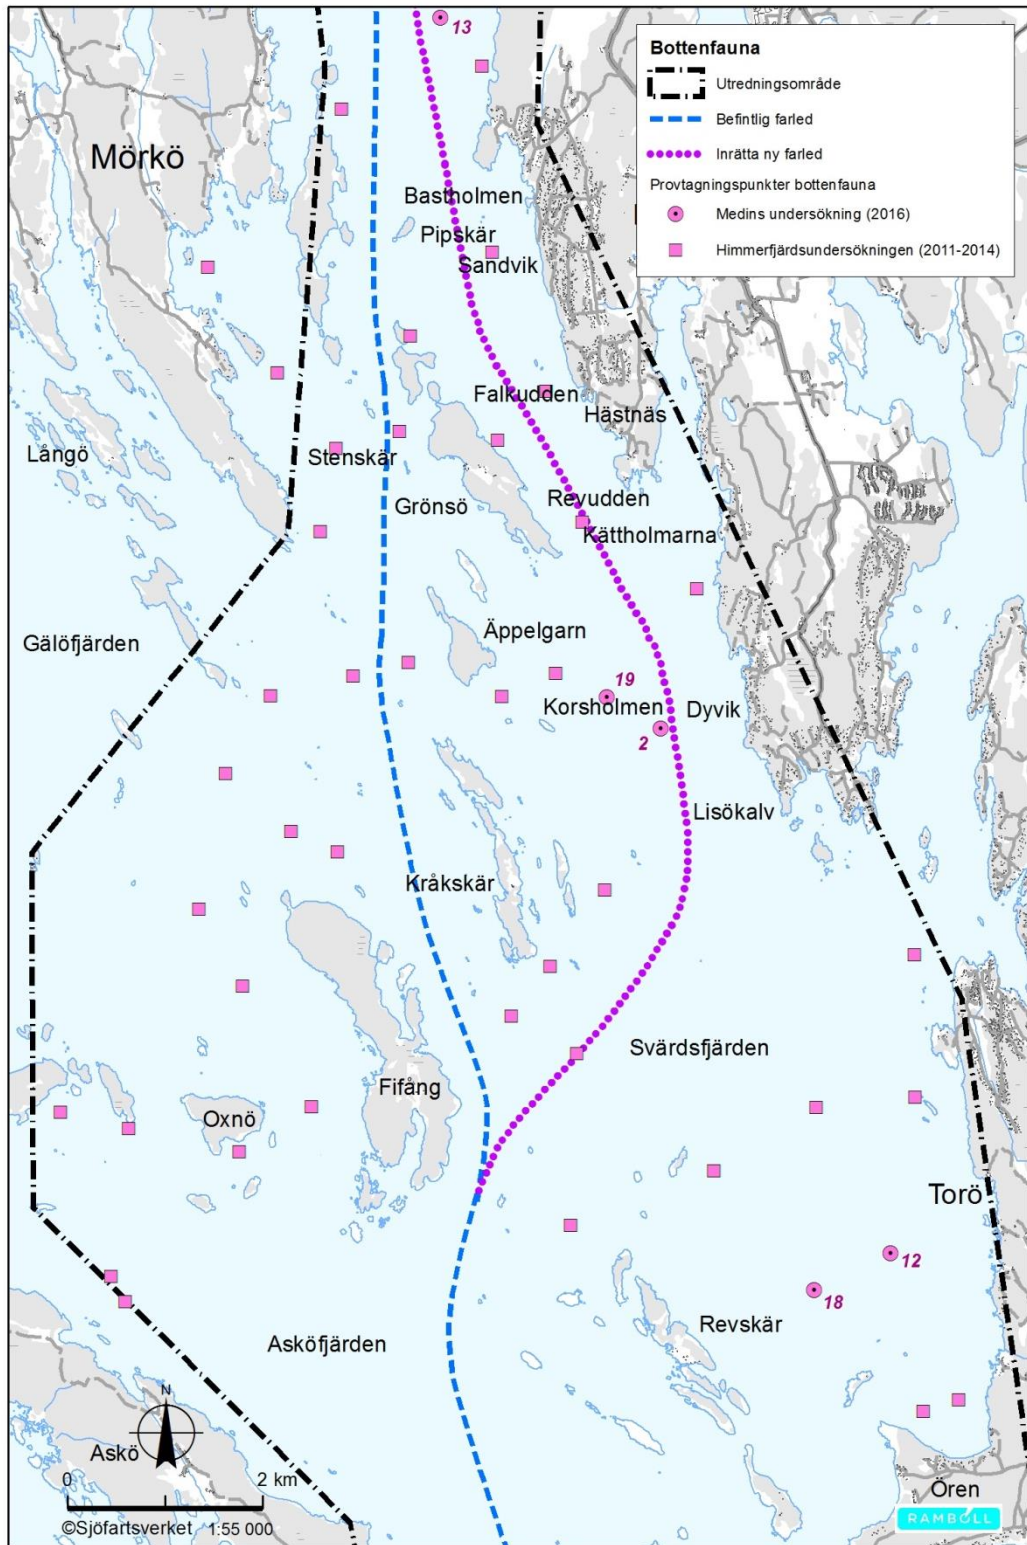 13
Bottenfauna
Utredningsområde
Befintlig farled
Inrätta ny farled
Provtagningspunkter bottenfauna
Medins undersökning (2016)
Himmerfjärdsundersökningen (2011-2014)
Mörkö
Bastholmen
Pipskär
Sandvik
Falkudden
Hästnäs
Långö
Stenskär
Grönsö
Revudden
Kättholmarna
Gälöfjärden
Äppelgarn
19
Korsholmen
Dyvik
2
Lisökalv
Kråkskär
Svärdsfjärden
Fifång
Oxnö
Torö
12
18
Revskär
Asköfjärden
N
Askö
0 2 km
Ören
©Sjöfartsverket 1:55 000
RAMBOLL